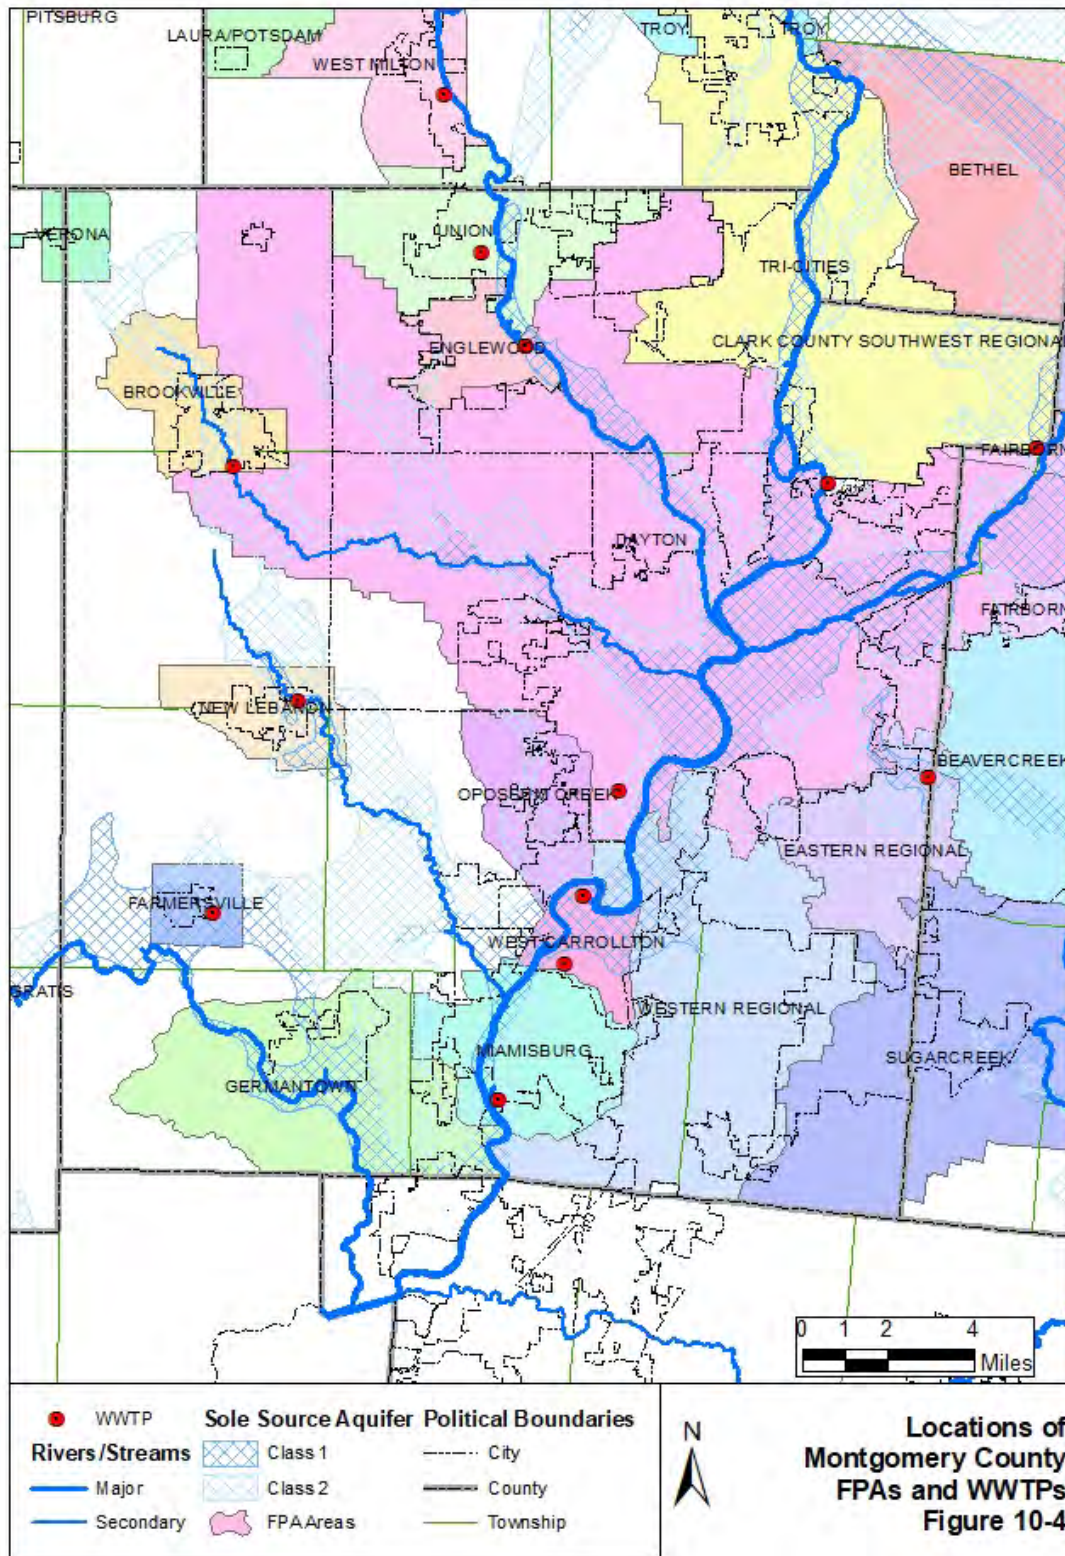 PITSBURG
LAURA/POTSDAM
TROY
TROY
WEST MILTON
BETHEL
VERONA
UNION
TRI-CITIES
ENGLEWOOD
CLARK COUNTY SOUTHWEST REGIONAL
BROOKVILLE
FAIRBORN
DAYTON
FAIRBORN
NEW LEBANON
BEAVERCREEK
OPOSSUM CREEK
EASTERN REGIONAL
FARMERSVILLE
WEST CARROLLTON
GRATIS
WESTERN REGIONAL
MIAMISBURG
SUGARCREEK
GERMANTOWN
0 1 2 4
Miles
WWTP
Rivers/Streams
Major
Secondary
Sole Source Aquifer
Class 1
Class 2
FPA Areas
Political Boundaries
City
County
Township
N
Locations of
Montgomery County
FPAs and WWTPs
Figure 10-4